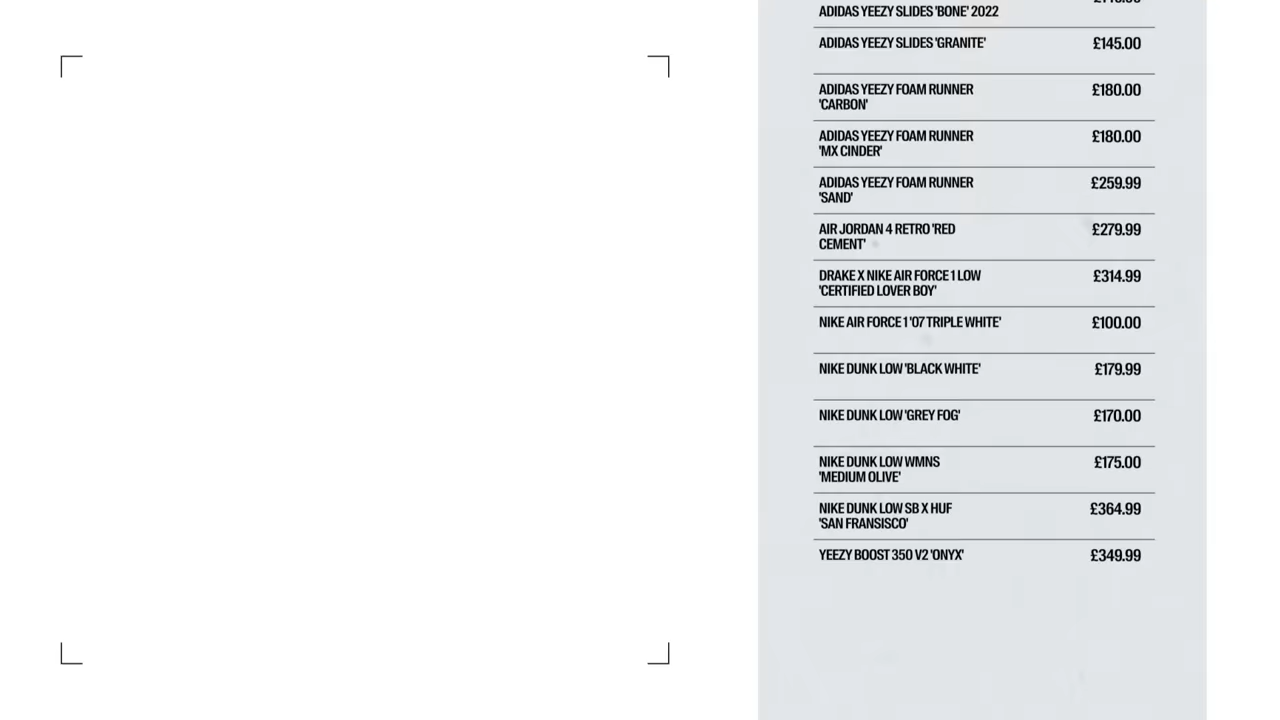 ADIDAS YEEZY SLIDES 'BONE' 2022
ADIDAS YEEZY SLIDES 'GRANITE' £145.00
ADIDAS YEEZY FOAM RUNNER £180.00
'CARBON'
ADIDAS YEEZY FOAM RUNNER £180.00
'MX CINDER'
ADIDAS YEEZY FOAM RUNNER £259.99
'SAND'
AIR JORDAN 4 RETRO 'RED £279.99
CEMENT'
DRAKE X NIKE AIR FORCE 1 LOW £314.99
'CERTIFIED LOVER BOY'
NIKE AIR FORCE 1 '07 TRIPLE WHITE' £100.00
NIKE DUNK LOW 'BLACK WHITE' £179.99
NIKE DUNK LOW 'GREY FOG' £170.00
NIKE DUNK LOW WMNS £175.00
'MEDIUM OLIVE'
NIKE DUNK LOW SB X HUF £364.99
'SAN FRANSISCO'
YEEZY BOOST 350 V2 'ONYX' £349.99